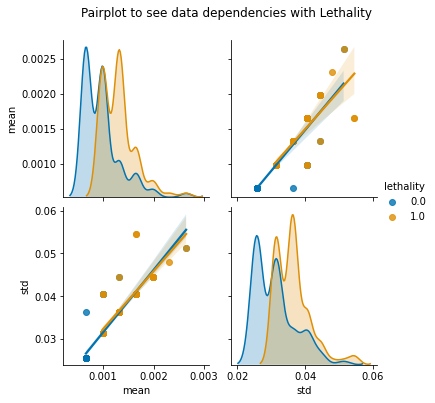 Pairplot to see data dependencies with Lethality
0.0025
0.0020
0.0015
0.0010
mean
lethality
0.0
1.0
0.06
0.05
0.04
0.03
std
0.001 0.002 0.003
mean
0.02 0.04 0.06
std